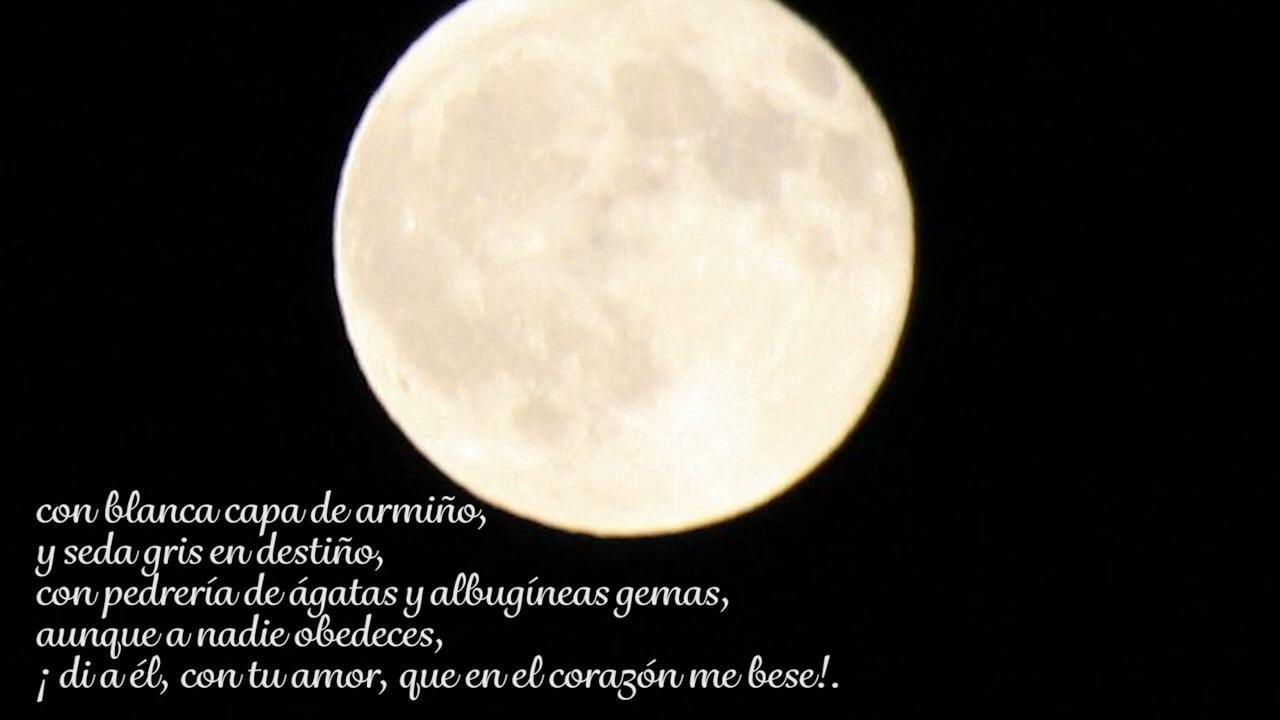 con blanca capa de armiño,
y seda gris en destiño,
con pedrería de ágatas y albugíneas gemas,
aunque a nadie obedeces,
¡ di a él, con tu amor, que en el corazón me bese!.